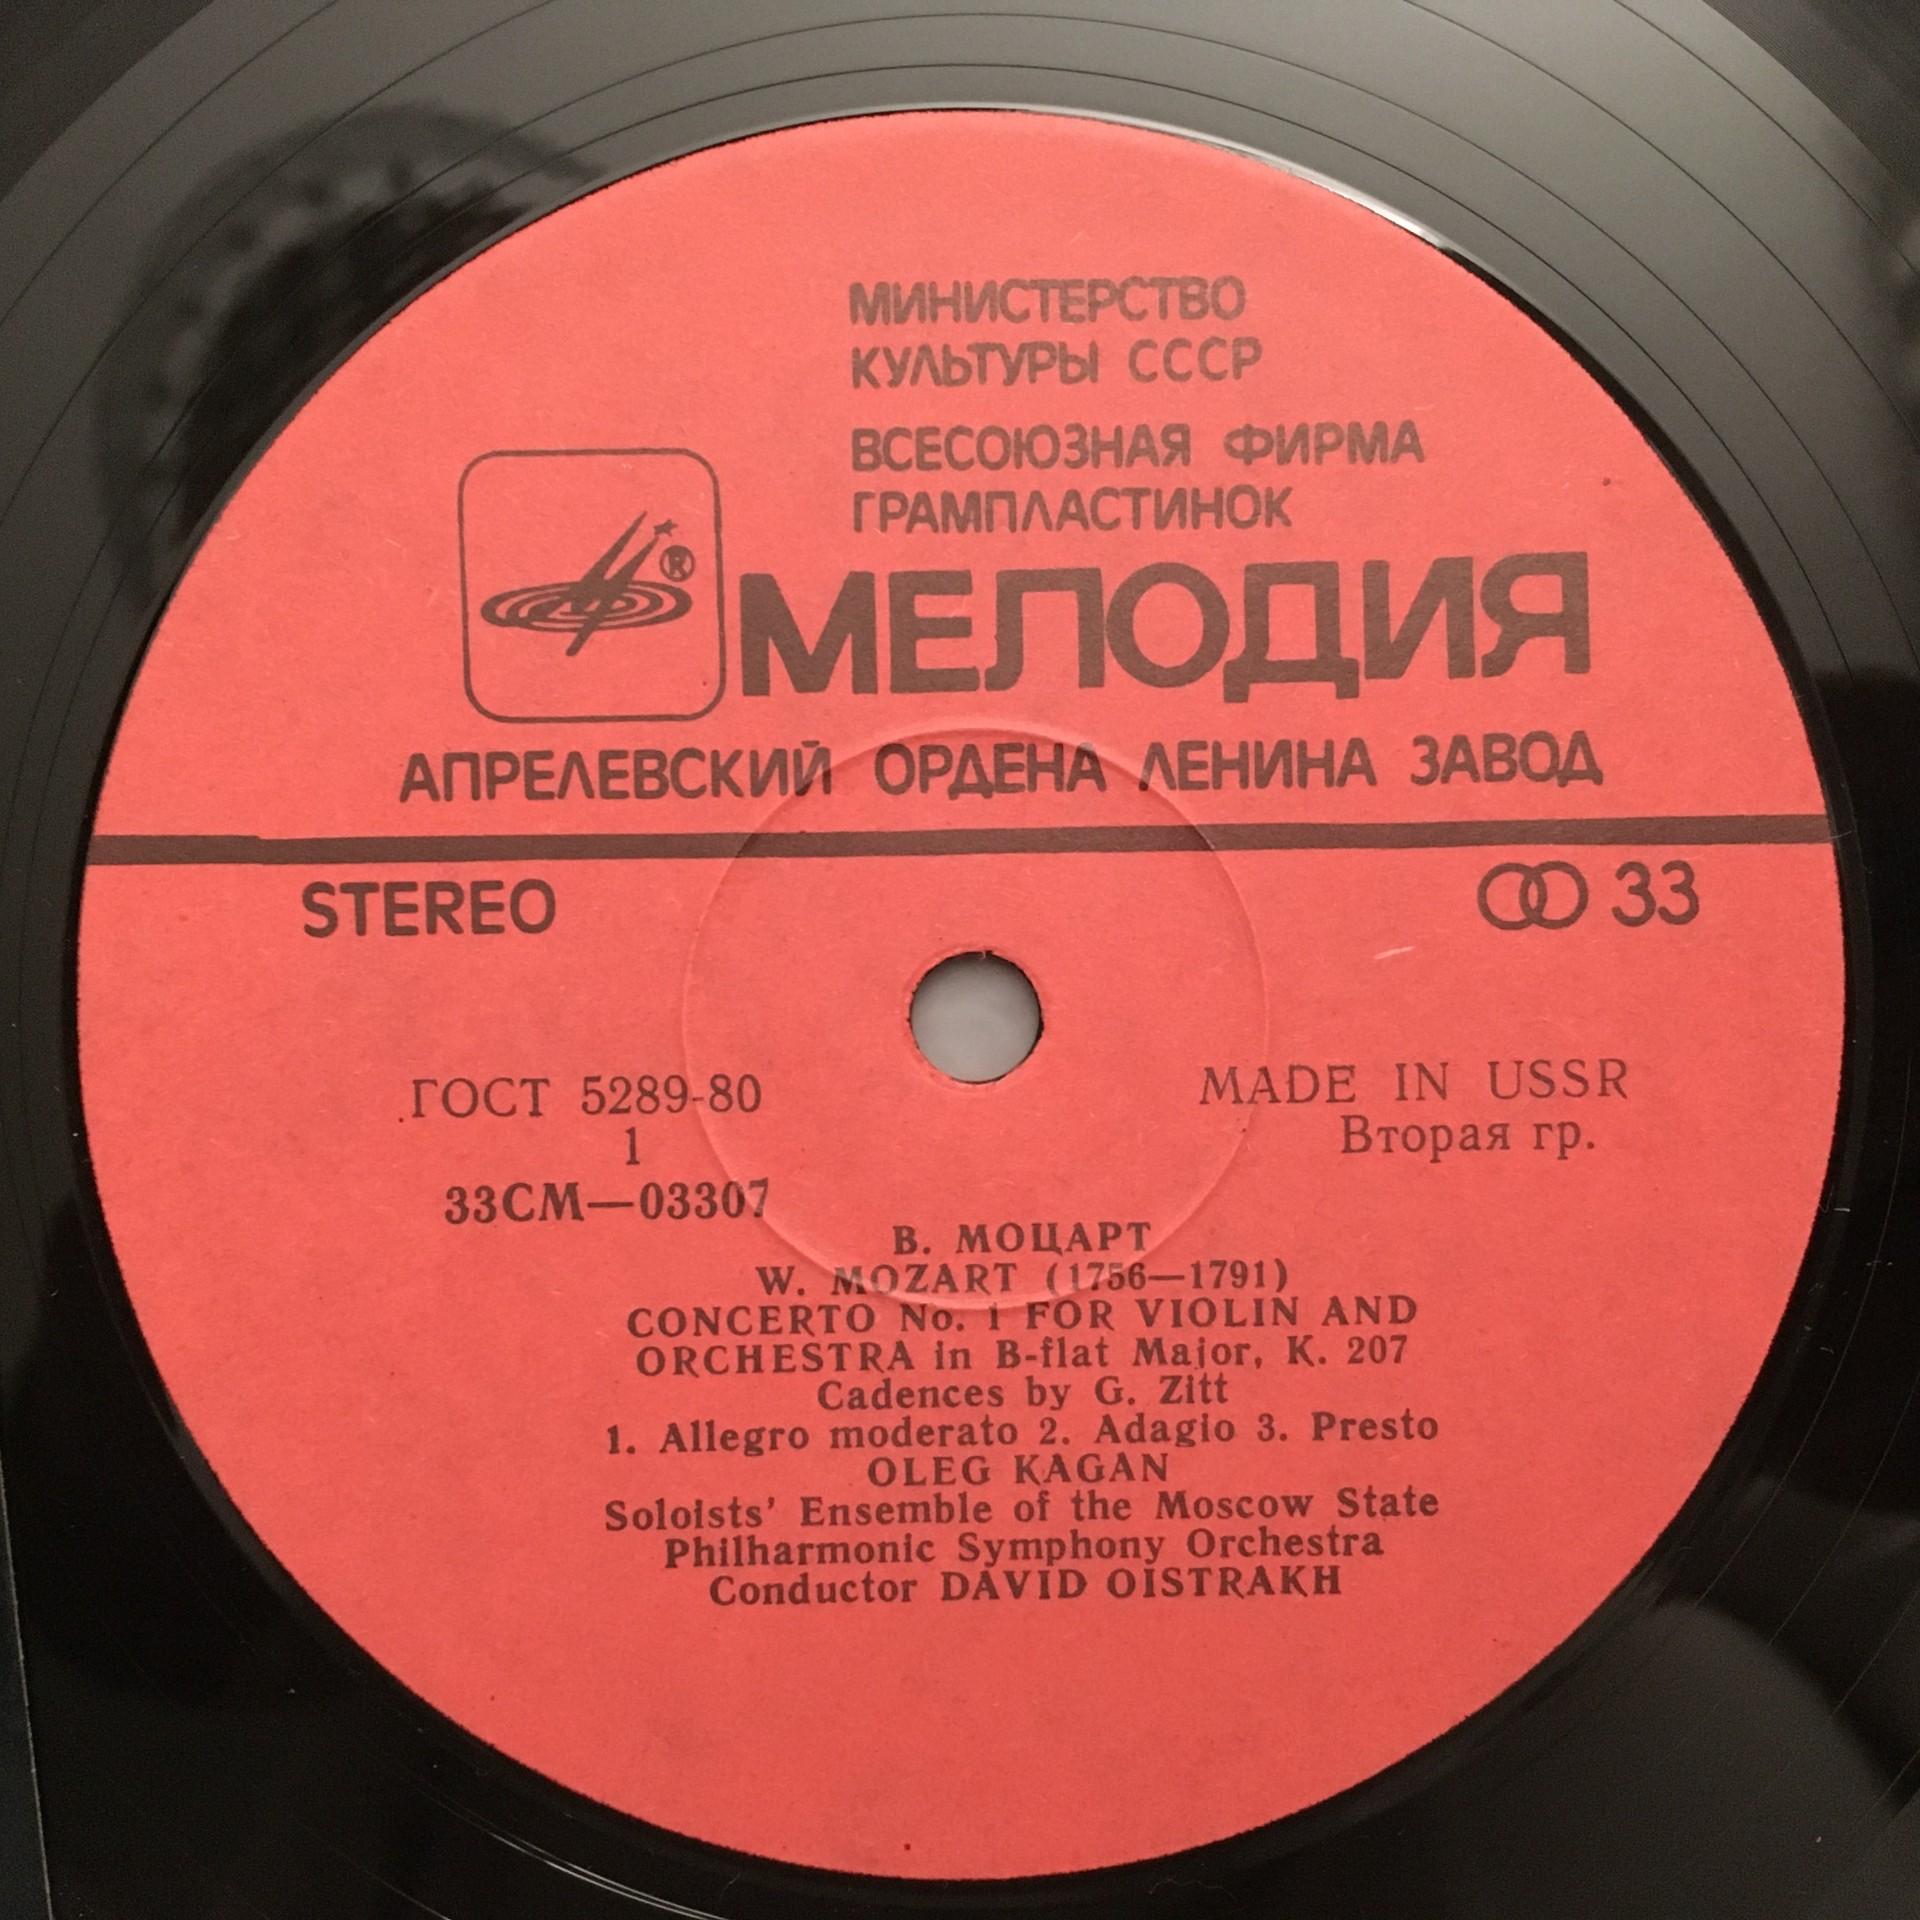 МИНИСТЕРСТВО
КУЛЬТУРЫ СССР
ВСЕСОЮЗНАЯ ФИРМА
ГРАМПЛАСТИНОК
®
МЕЛОДИЯ
АПРЕЛЕВСКИЙ ОРДЕНА ЛЕНИНА ЗАВОД
STEREO
33
ГОСТ 5289-80
1
33СМ—03307
MADE IN USSR
Вторая гр.
В. МОЦАРТ
W. MOZART (1756—1791)
CONCERTO No. 1 FOR VIOLIN AND
ORCHESTRA in B-flat Major, K. 207
Cadences by G. Zitt
1. Allegro moderato 2. Adagio 3. Presto
OLEG KAGAN
Soloists' Ensemble of the Moscow State
Philharmonic Symphony Orchestra
Conductor DAVID OISTRAKH